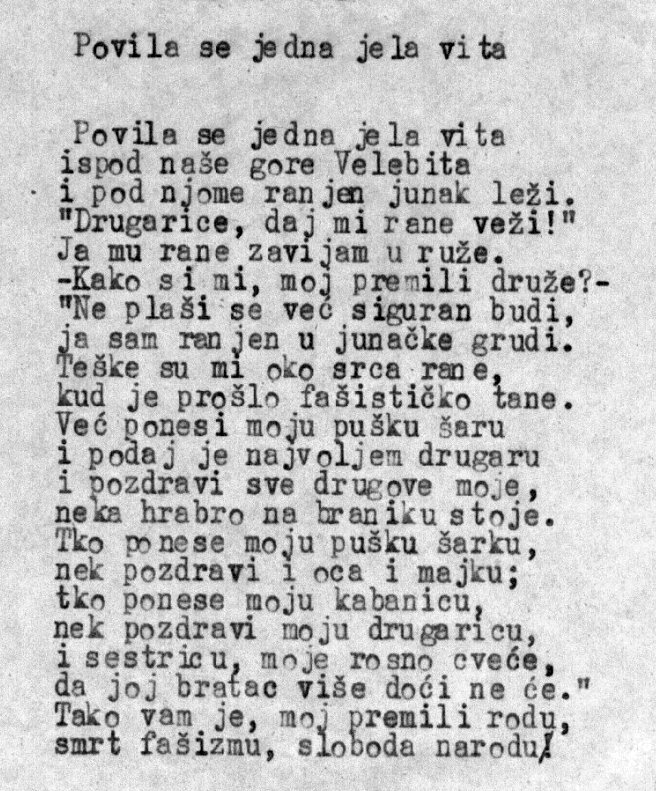 Povila se jedna jela vita
Povila se jedna jela vita
ispod naše gore Velebita
i pod njome ranjen junak leži.
"Drugarice, daj mi rane veži!"
Ja mu rane zavijam u ruže.
-Kako si mi, moj premili druže?-
"Ne plaši se već siguran budi,
ja sam ranjen u junačke grudi.
Teške su mi oko srca rane,
kud je prošlo fašističko tane.
Već ponesi moju pušku šaru
i podaj je najvoljem drugaru
i pozdravi sve drugove moje,
neka hrabro na braniku stoje.
Tko ponese moju pušku šarku,
nek pozdravi i oca i majku;
tko ponese moju kabanicu,
nek pozdravi moju drugaricu,
i sestricu, moje rosno cveće,
da joj bratac više doći ne će."
Tako vam je, moj premili rodu,
smrt fašizmu, sloboda narodu!